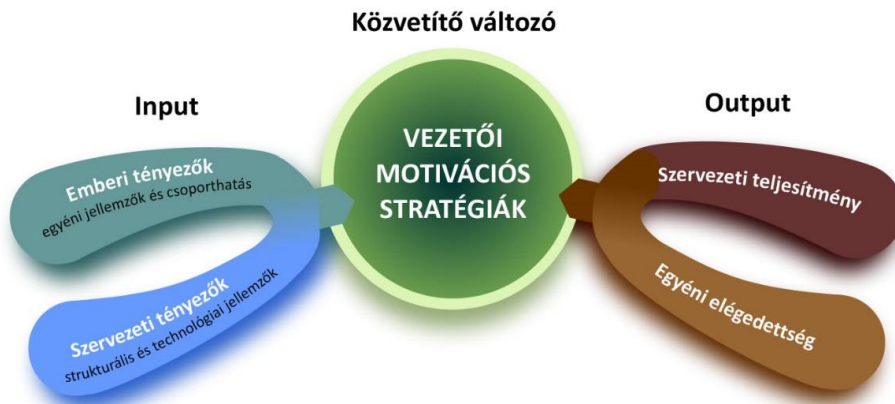 Közvetítő változó
Input
Emberi tényezők
egyéni jellemzők és csoporthatás
Szervezeti tényezők
strukturális és technológiai jellemzők
VEZETŐI
MOTIVÁCIÓS
STRATÉGIÁK
Output
Szervezeti teljesítmény
Egyéni elégedettség